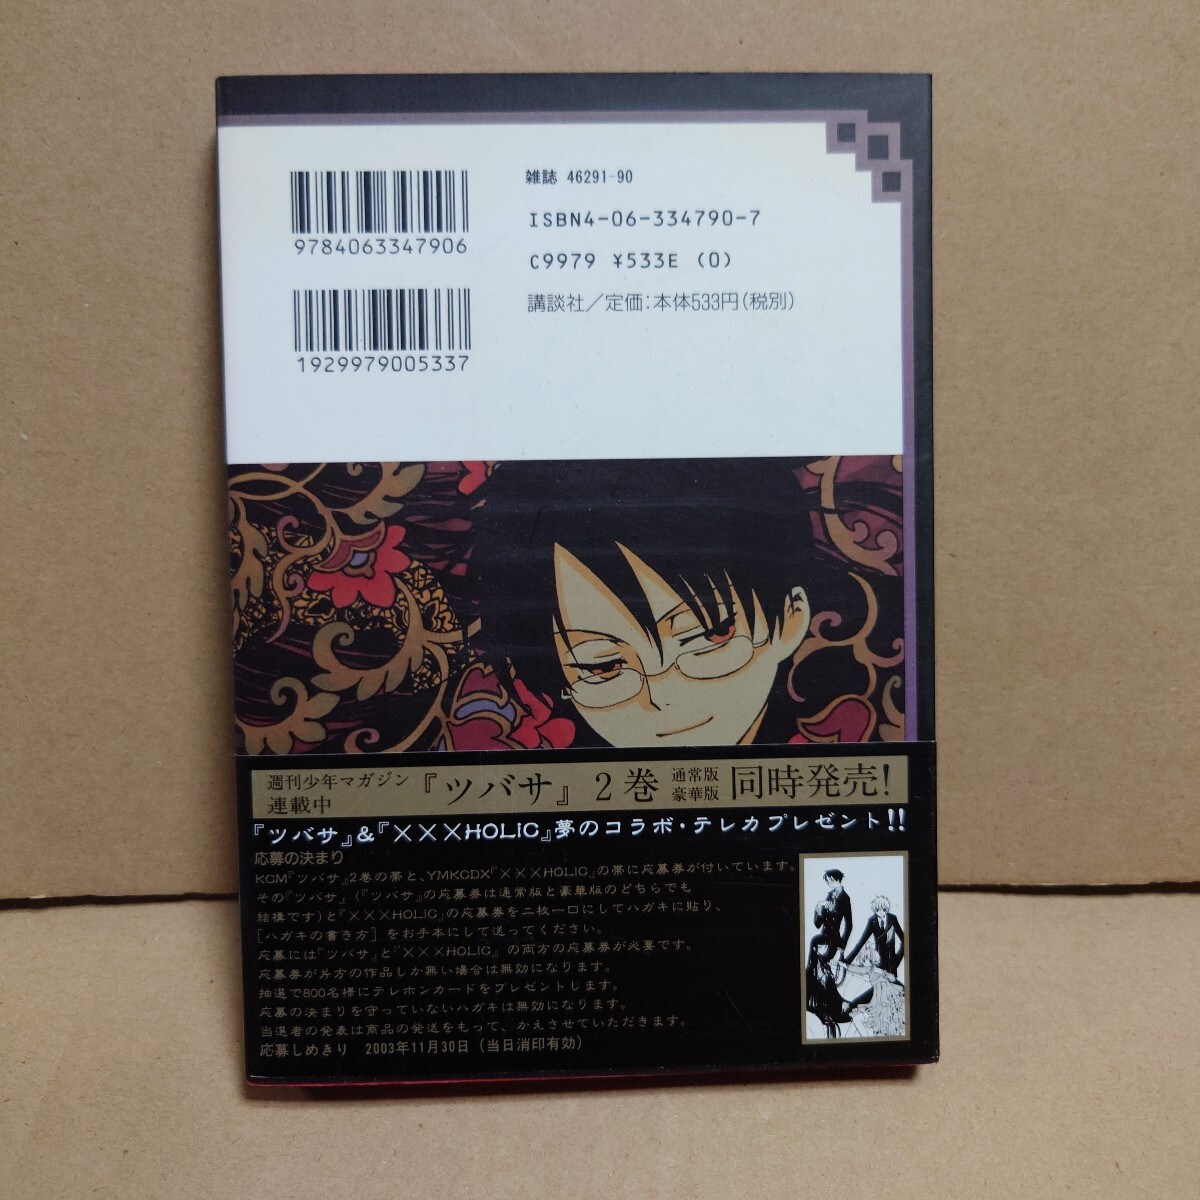 雑誌 46291-90
ISBN4-06-334790-7
C9979 ¥533E (0)
講談社／定価:本体533円(税別)
9784063347906
1929979005337
週刊少年マガジン
連載中
『ツバサ』2巻
通常版
豪華版
同時発売!
『ツバサ』&『×××HOLiC』夢のコラボ・テレカプレゼント!!
応募の決まり
KCM『ツバサ』2巻の帯と、YMKCDX『×××HOLiC』の帯に応募券が付いています。
その『ツバサ』(『ツバサ』の応募券は通常版と豪華版のどちらでも
結構です)と『×××HOLiC』の応募券を二枚一口にしてハガキに貼り、
[ハガキの書き方] をお手本にして送ってください。
応募には『ツバサ』と『×××HOLiC』の両方の応募券が必要です。
応募券が片方の作品しか無い場合は無効になります。
抽選で800名様にテレホンカードをプレゼントします。
応募の決まりを守っていないハガキは無効になります。
当選者の発表は商品の発送をもって、かえさせていただきます。
応募しめきり 2003年11月30日 (当日消印有効)